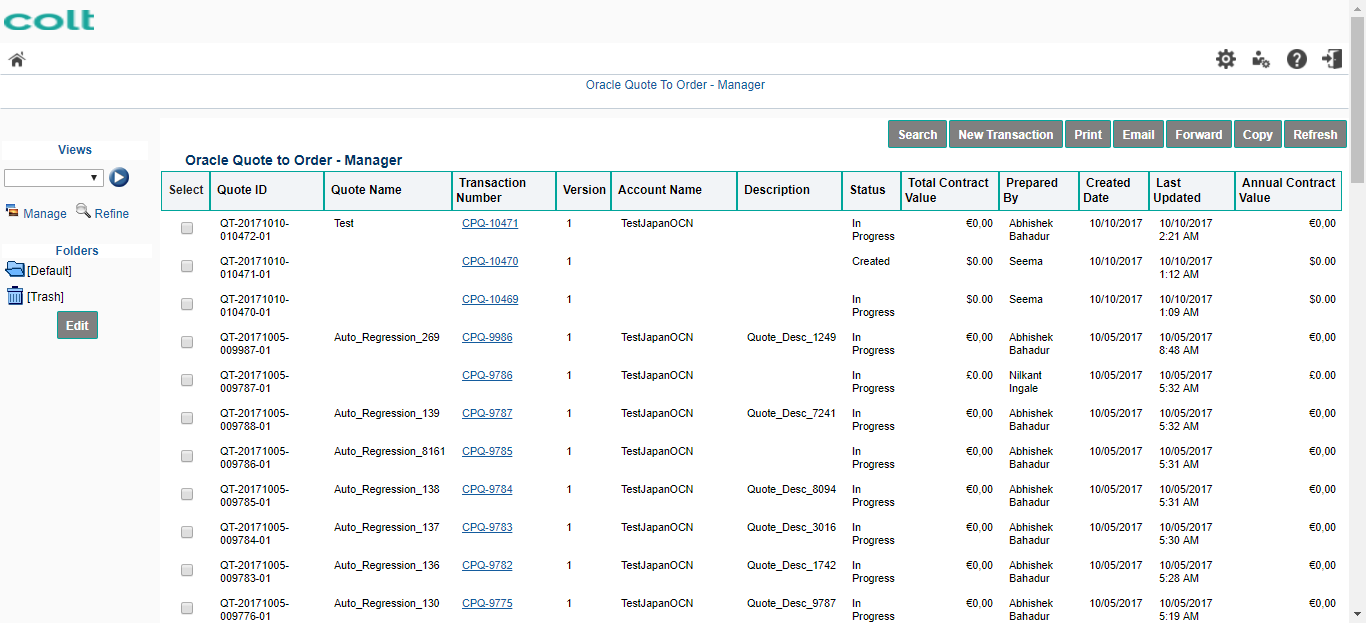 colt
Oracle Quote To Order - Manager
Search New Transaction Print Email Forward Copy Refresh
Views
Manage Refine
Folders
[Default]
[Trash]
Edit
Oracle Quote to Order - Manager
Select Quote ID Quote Name Transaction Number Version Account Name Description Status Total Contract Value Prepared By Created Date Last Updated Annual Contract Value
QT-20171010-010472-01 Test CPQ-10471 1 TestJapanOCN In Progress €0,00 Abhishek Bahadur 10/10/2017 10/10/2017 2:21 AM €0,00
QT-20171010-010471-01 CPQ-10470 1 Created $0.00 Seema 10/10/2017 10/10/2017 1:12 AM $0.00
QT-20171010-010470-01 CPQ-10469 1 In Progress $0.00 Seema 10/10/2017 10/10/2017 1:09 AM $0.00
QT-20171005-009987-01 Auto_Regression_269 CPQ-9986 1 TestJapanOCN Quote_Desc_1249 In Progress €0,00 Abhishek Bahadur 10/05/2017 10/05/2017 8:48 AM €0,00
QT-20171005-009787-01 CPQ-9786 1 TestJapanOCN In Progress £0.00 Nilkant Ingale 10/05/2017 10/05/2017 5:32 AM £0.00
QT-20171005-009788-01 Auto_Regression_139 CPQ-9787 1 TestJapanOCN Quote_Desc_7241 In Progress €0,00 Abhishek Bahadur 10/05/2017 10/05/2017 5:32 AM €0,00
QT-20171005-009786-01 Auto_Regression_8161 CPQ-9785 1 TestJapanOCN In Progress €0,00 Abhishek Bahadur 10/05/2017 10/05/2017 5:31 AM €0,00
QT-20171005-009785-01 Auto_Regression_138 CPQ-9784 1 TestJapanOCN Quote_Desc_8094 In Progress €0,00 Abhishek Bahadur 10/05/2017 10/05/2017 5:31 AM €0,00
QT-20171005-009784-01 Auto_Regression_137 CPQ-9783 1 TestJapanOCN Quote_Desc_3016 In Progress €0,00 Abhishek Bahadur 10/05/2017 10/05/2017 5:30 AM €0,00
QT-20171005-009783-01 Auto_Regression_136 CPQ-9782 1 TestJapanOCN Quote_Desc_1742 In Progress €0,00 Abhishek Bahadur 10/05/2017 10/05/2017 5:28 AM €0,00
QT-20171005-009776-01 Auto_Regression_130 CPQ-9775 1 TestJapanOCN Quote_Desc_9787 In Progress €0,00 Abhishek Bahadur 10/05/2017 10/05/2017 5:19 AM €0,00